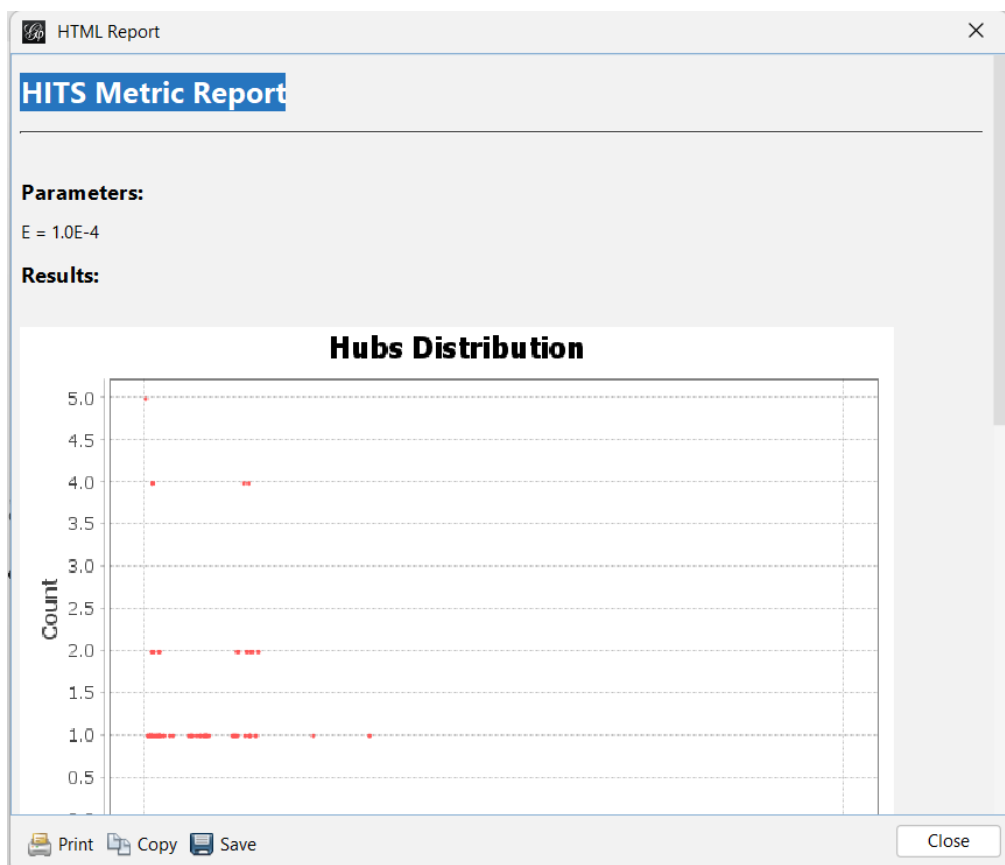 HTML Report
HITS Metric Report
Parameters:
E = 1.0E-4
Results:
Hubs Distribution
5.0
4.5
4.0
3.5
3.0
2.5
2.0
1.5
1.0
0.5
Count
Print Copy Save Close